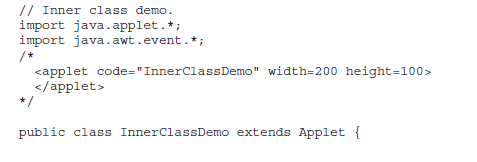 // Inner class demo.
import java.applet.*;
import java.awt.event.*;
/*
  <applet code="InnerClassDemo" width=200 height=100>
  </applet>
*/
public class InnerClassDemo extends Applet {